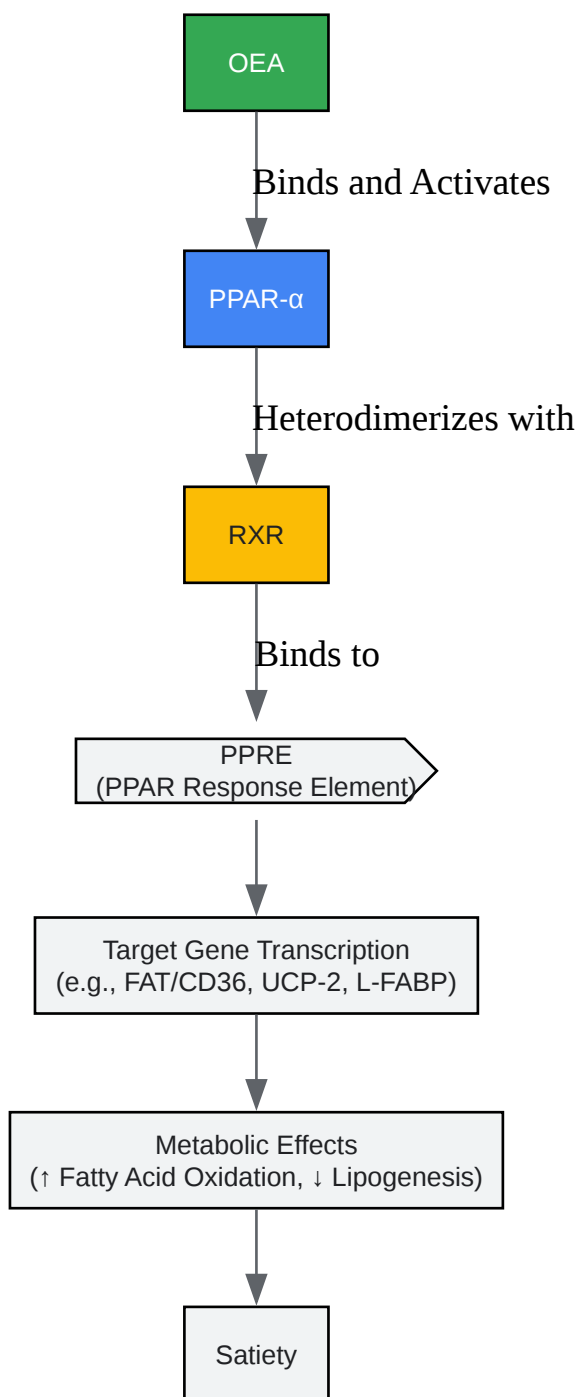 OEA
Binds and Activates
PPAR-α
Heterodimerizes with
RXR
Binds to
PPRE
(PPAR Response Element)
Target Gene Transcription
(e.g., FAT/CD36, UCP-2, L-FABP)
Metabolic Effects
(↑ Fatty Acid Oxidation, ↓ Lipogenesis)
Satiety